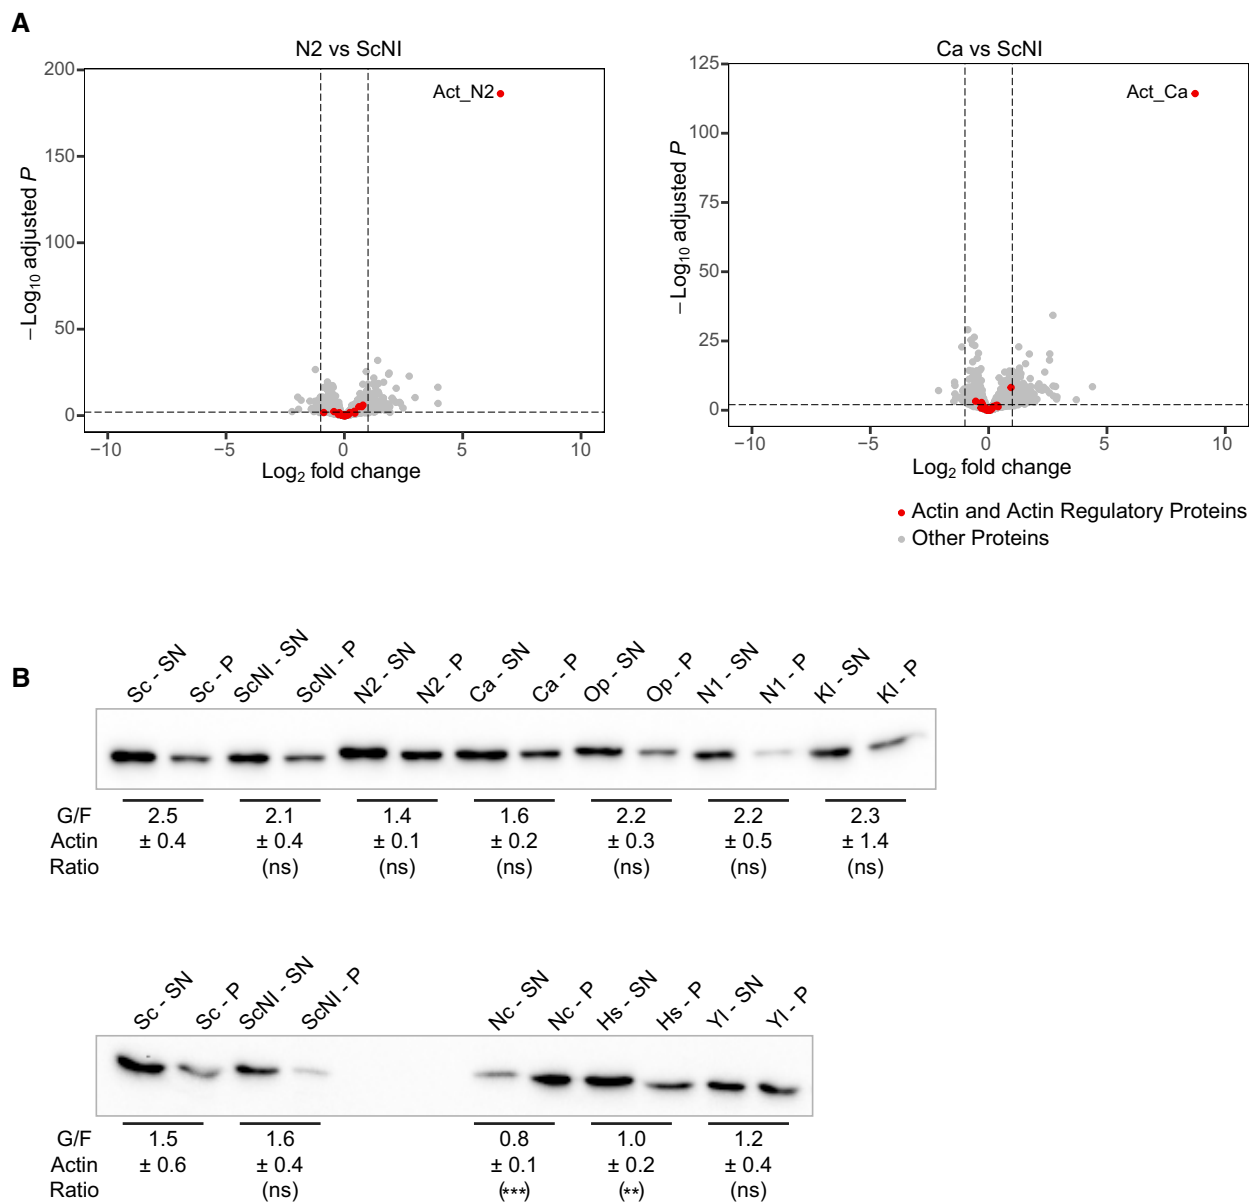 A
N2 vs ScNI
Ca vs ScNI
200
150
100
50
0
−Log10 adjusted P
Act_N2
−10
−5
0
5
10
Log2 fold change
125
100
75
50
25
0
−Log10 adjusted P
Act_Ca
−10
−5
0
5
10
Log2 fold change
Actin and Actin Regulatory Proteins
Other Proteins
B
Sc - SN
Sc - P
ScNI - SN
ScNI - P
N2 - SN
N2 - P
Ca - SN
Ca - P
Op - SN
Op - P
N1 - SN
N1 - P
Kl - SN
Kl - P
G/F 2.5 2.1 1.4 1.6 2.2 2.2 2.3
Actin ± 0.4 ± 0.4 ± 0.1 ± 0.2 ± 0.3 ± 0.5 ± 1.4
Ratio (ns) (ns) (ns) (ns) (ns) (ns)
Sc - SN
Sc - P
ScNI - SN
ScNI - P
Nc - SN
Nc - P
Hs - SN
Hs - P
Yl - SN
Yl - P
G/F 1.5 1.6 0.8 1.0 1.2
Actin ± 0.6 ± 0.4 ± 0.1 ± 0.2 ± 0.4
Ratio (ns) (***) (**) (ns)